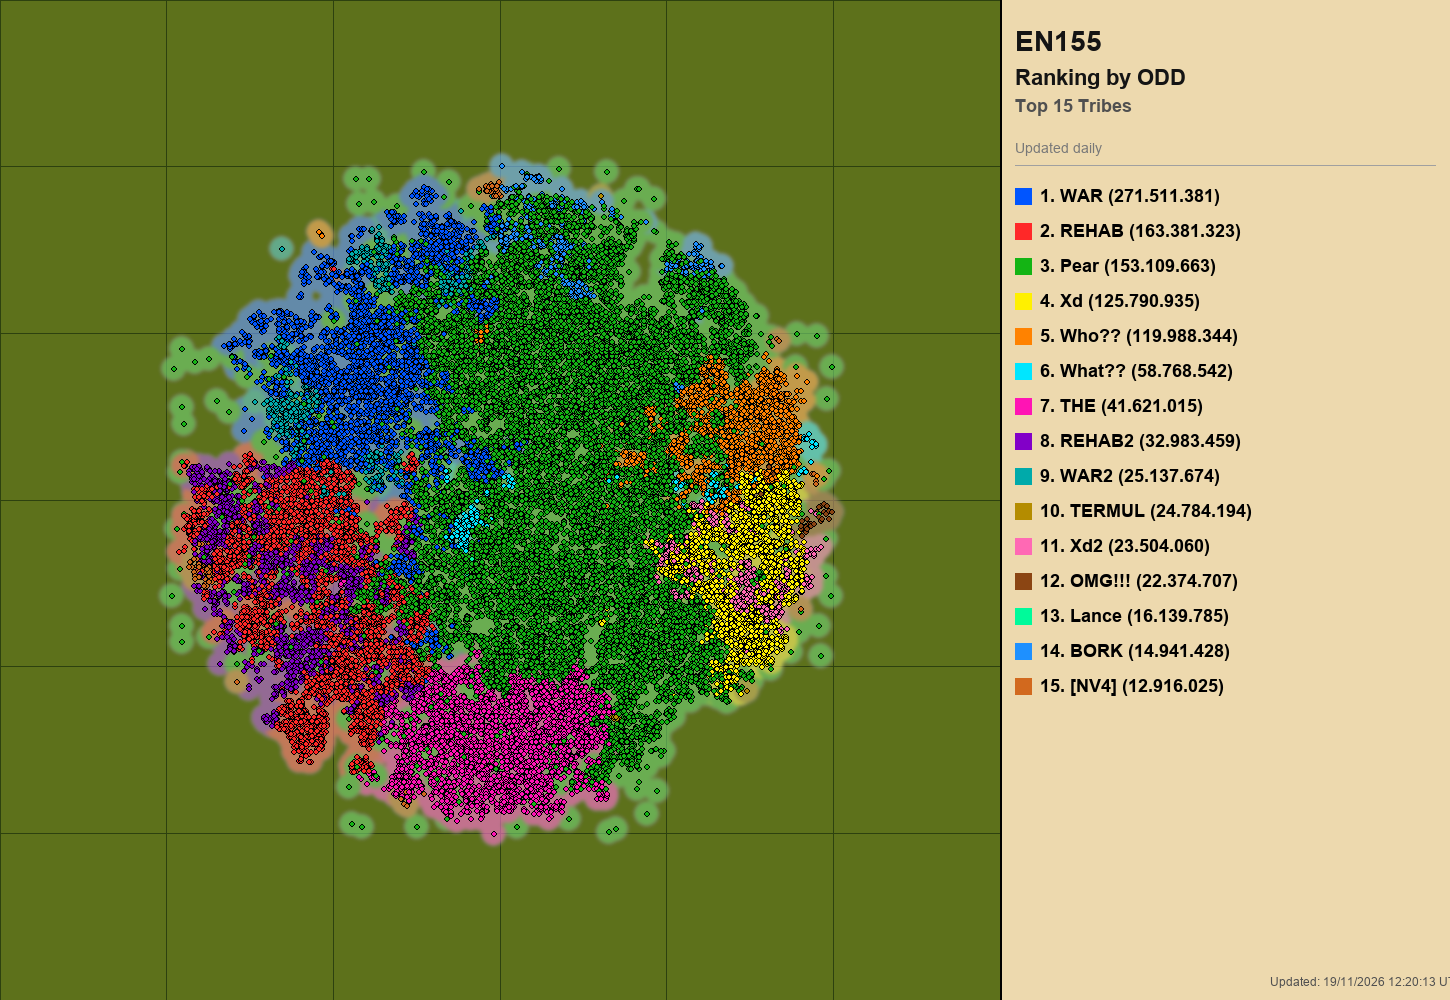 EN155
Ranking by ODD
Top 15 Tribes
Updated daily
1. WAR (271.511.381)
2. REHAB (163.381.323)
3. Pear (153.109.663)
4. Xd (125.790.935)
5. Who?? (119.988.344)
6. What?? (58.768.542)
7. THE (41.621.015)
8. REHAB2 (32.983.459)
9. WAR2 (25.137.674)
10. TERMUL (24.784.194)
11. Xd2 (23.504.060)
12. OMG!!! (22.374.707)
13. Lance (16.139.785)
14. BORK (14.941.428)
15. [NV4] (12.916.025)
Updated: 19/11/2026 12:20:13